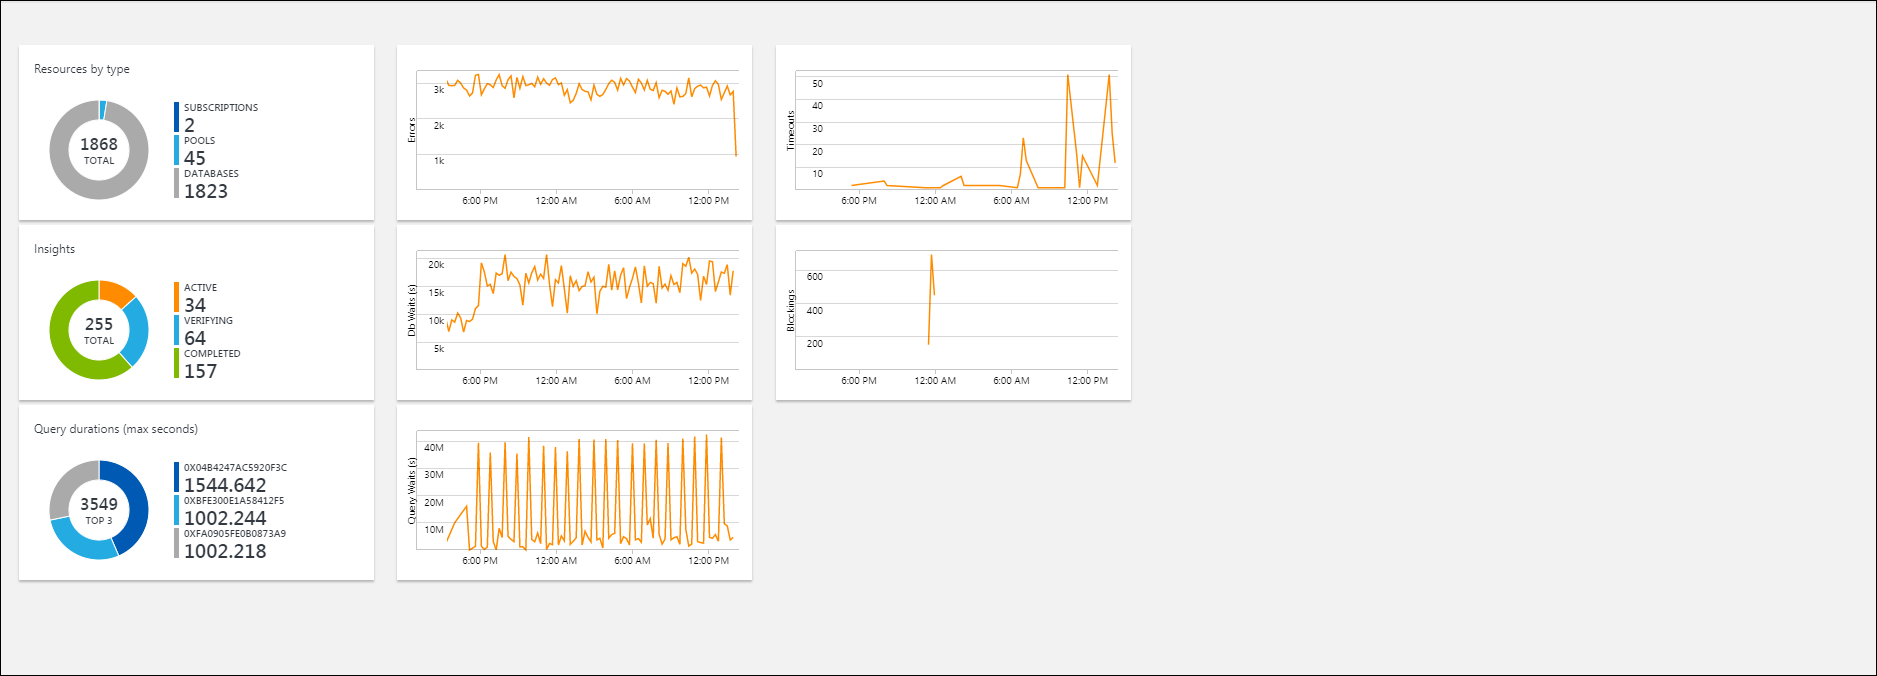 Resources by type
1868
TOTAL
SUBSCRIPTIONS
2
POOLS
45
DATABASES
1823
Errors
3k
2k
1k
6:00 PM 12:00 AM 6:00 AM 12:00 PM
Timeouts
50
40
30
20
10
6:00 PM 12:00 AM 6:00 AM 12:00 PM
Insights
255
TOTAL
ACTIVE
34
VERIFYING
64
COMPLETED
157
Db Waits (s)
20k
15k
10k
5k
6:00 PM 12:00 AM 6:00 AM 12:00 PM
Blockings
600
400
200
6:00 PM 12:00 AM 6:00 AM 12:00 PM
Query durations (max seconds)
3549
TOP 3
0X04B4247AC5920F3C
1544.642
0XBFE300E1A58412F5
1002.244
0XFA0905FE0B0873A9
1002.218
Query Waits (s)
40M
30M
20M
10M
6:00 PM 12:00 AM 6:00 AM 12:00 PM